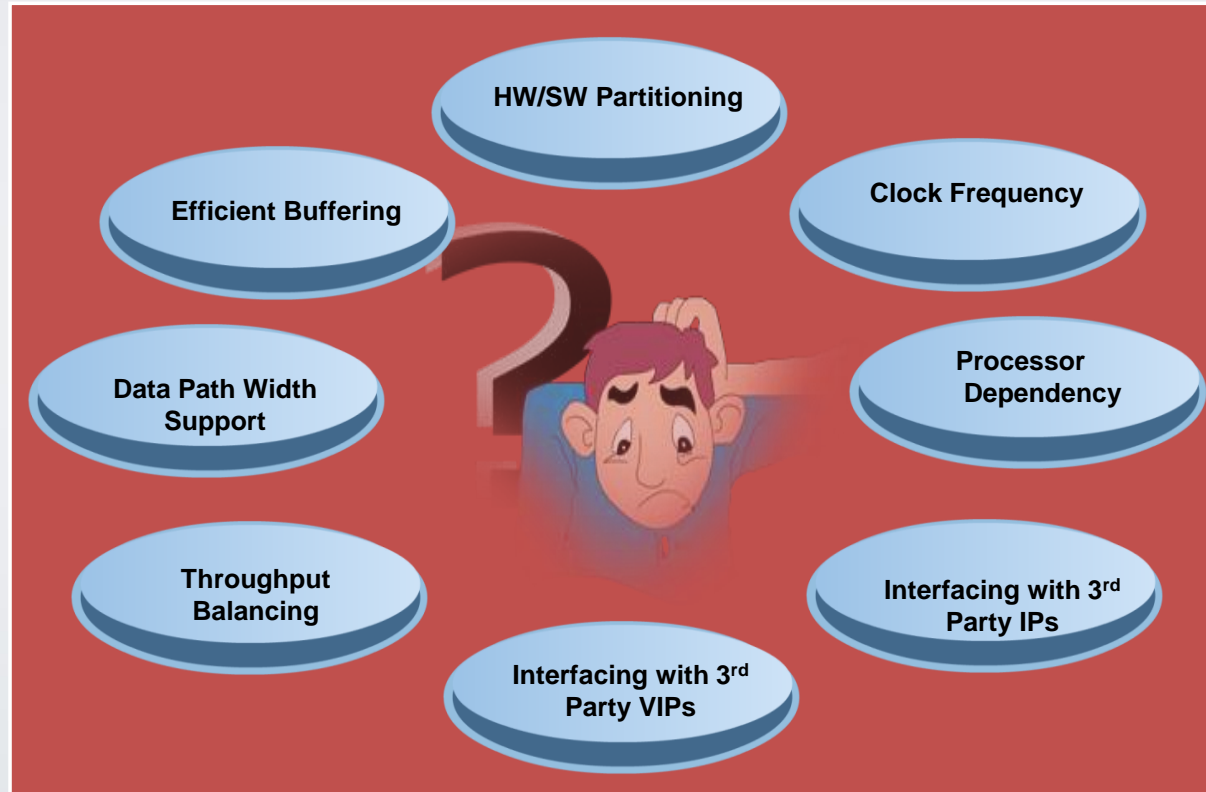 HW/SW Partitioning
Efficient Buffering
Clock Frequency
Data Path Width
Support
Processor
Dependency
Throughput
Balancing
Interfacing with 3rd
Party IPs
Interfacing with 3rd
Party VIPs